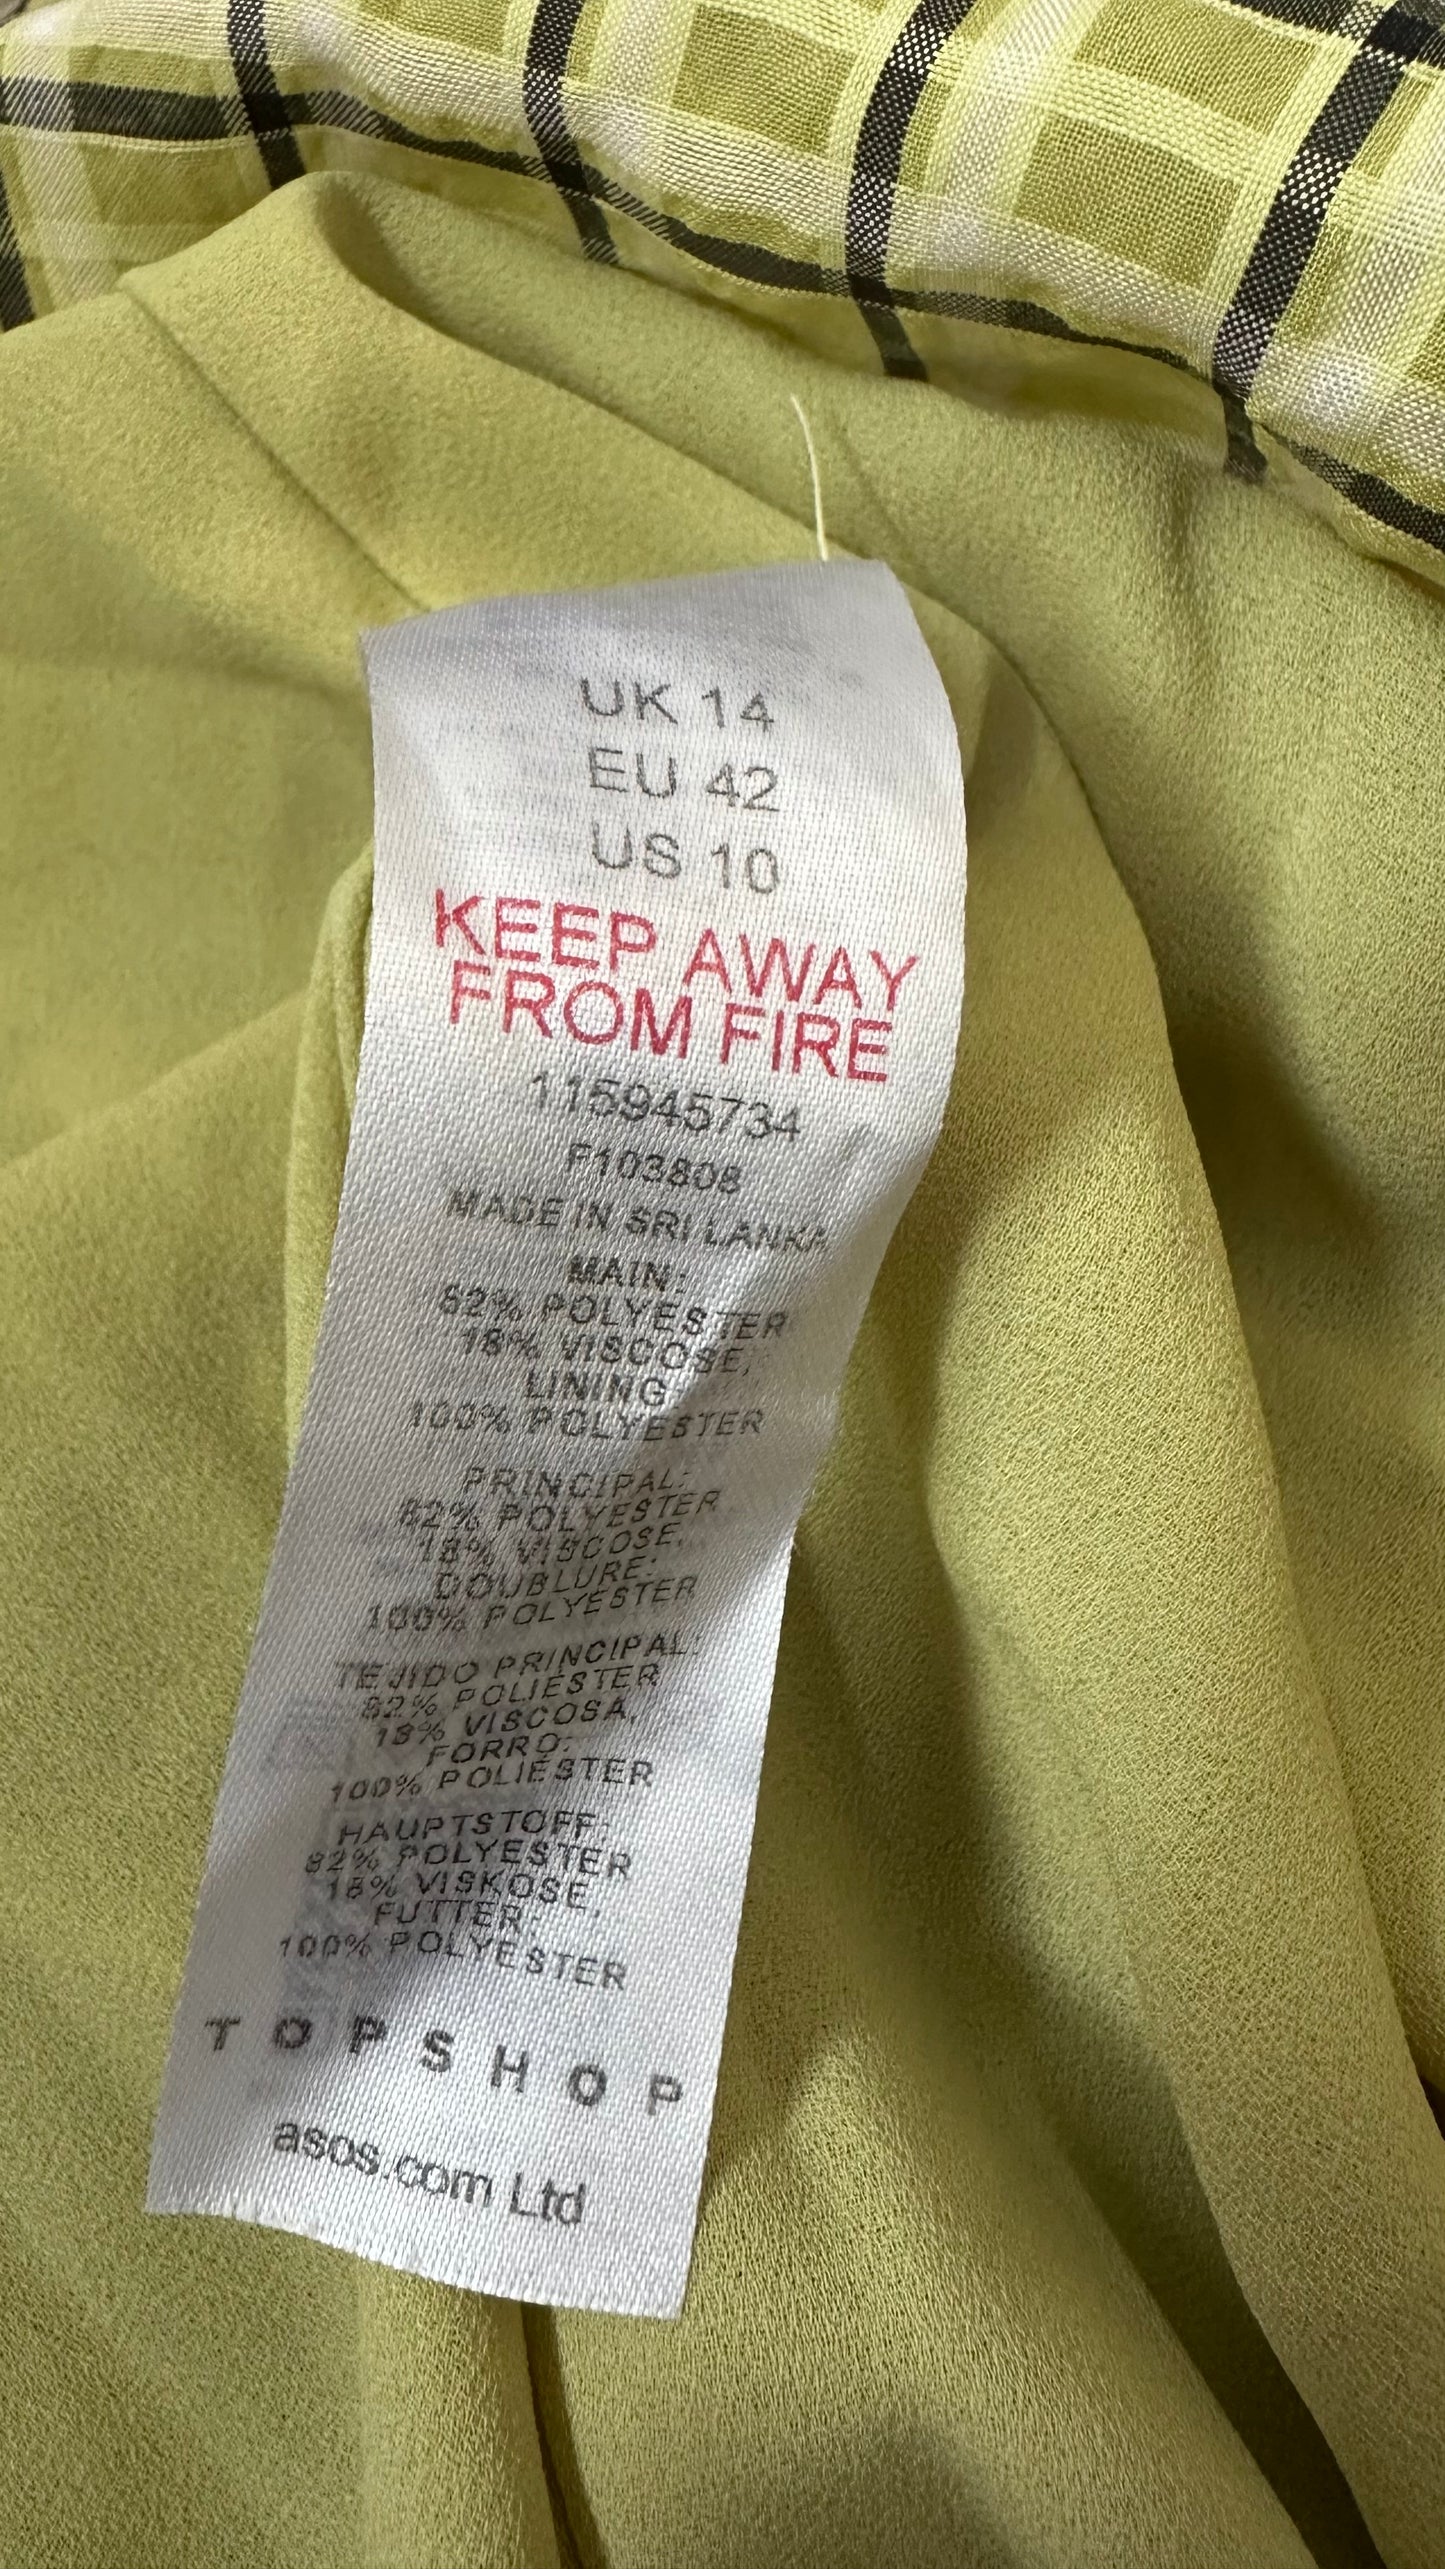 UK 14
EU 42
US 10
KEEP AWAY
FROM FIRE
115945734
F103808
MADE IN SRI LANKA
MAIN:
82% POLYESTER
18% VISCOSE,
LINING
100% POLYESTER
PRINCIPAL:
82% POLYESTER
18% VISCOSE,
DOUBLURE:
100% POLYESTER
TEJIDO PRINCIPAL:
82% POLIÉSTER
18% VISCOSA,
FORRO:
100% POLIÉSTER
HAUPTSTOFF:
82% POLYESTER
18% VISKOSE,
FUTTER:
100% POLYESTER
TOPSHOP
asos.com Ltd